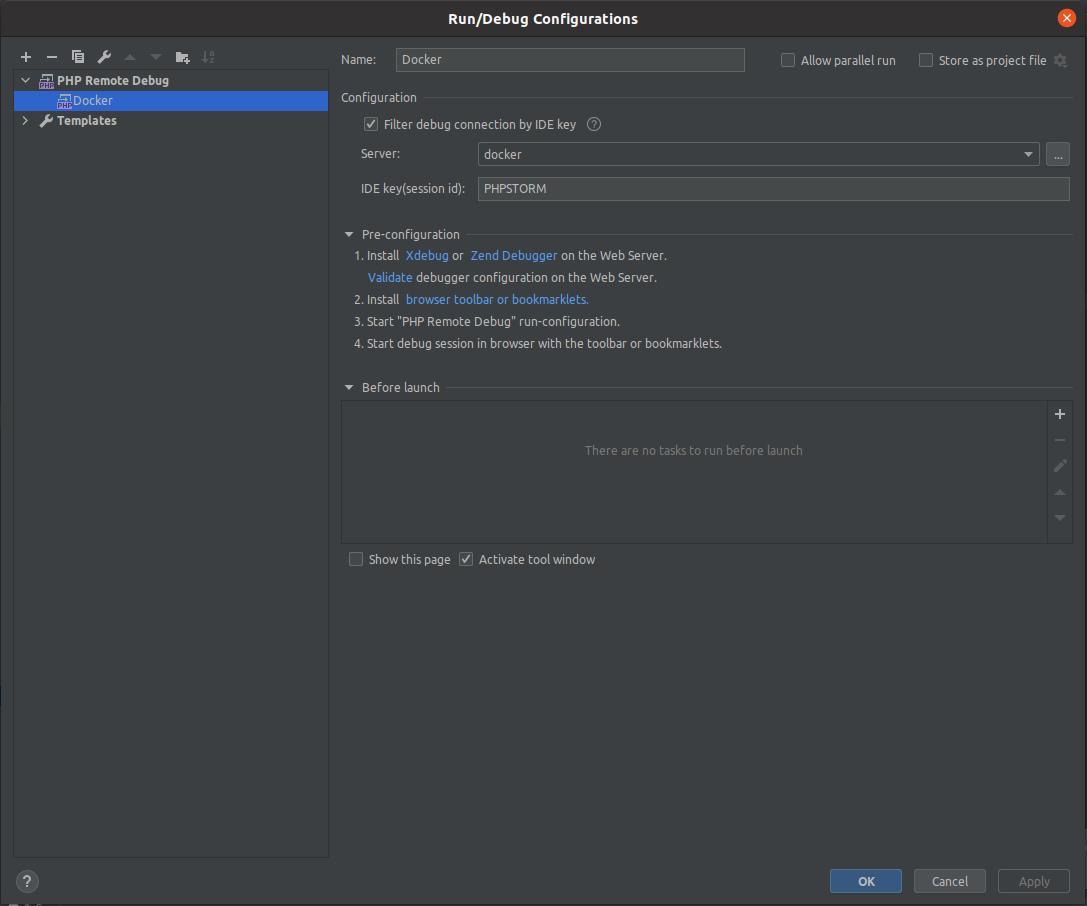 Run/Debug Configurations
Name: Docker Allow parallel run Store as project file
PHP Remote Debug
Docker
Templates
Configuration
Filter debug connection by IDE key ?
Server: docker ...
IDE key(session id): PHPSTORM
Pre-configuration
1. Install Xdebug or Zend Debugger on the Web Server.
Validate debugger configuration on the Web Server.
2. Install browser toolbar or bookmarklets.
3. Start "PHP Remote Debug" run-configuration.
4. Start debug session in browser with the toolbar or bookmarklets.
Before launch
There are no tasks to run before launch
Show this page Activate tool window
? OK Cancel Apply